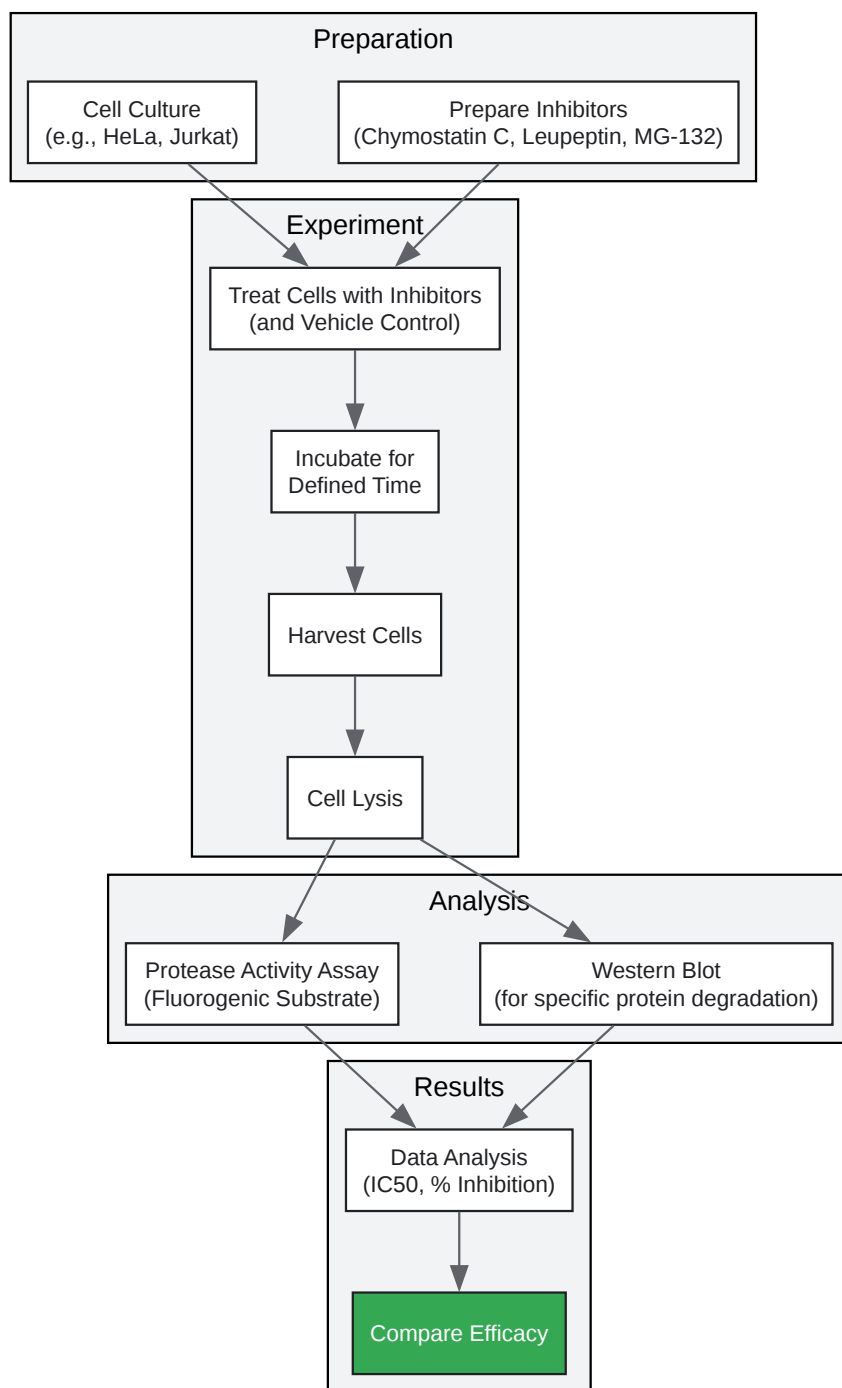 Preparation
Cell Culture
(e.g., HeLa, Jurkat)
Prepare Inhibitors
(Chymostatin C, Leupeptin, MG-132)
Experiment
Treat Cells with Inhibitors
(and Vehicle Control)
Incubate for
Defined Time
Harvest Cells
Cell Lysis
Analysis
Protease Activity Assay
(Fluorogenic Substrate)
Western Blot
(for specific protein degradation)
Results
Data Analysis
(IC50, % Inhibition)
Compare Efficacy